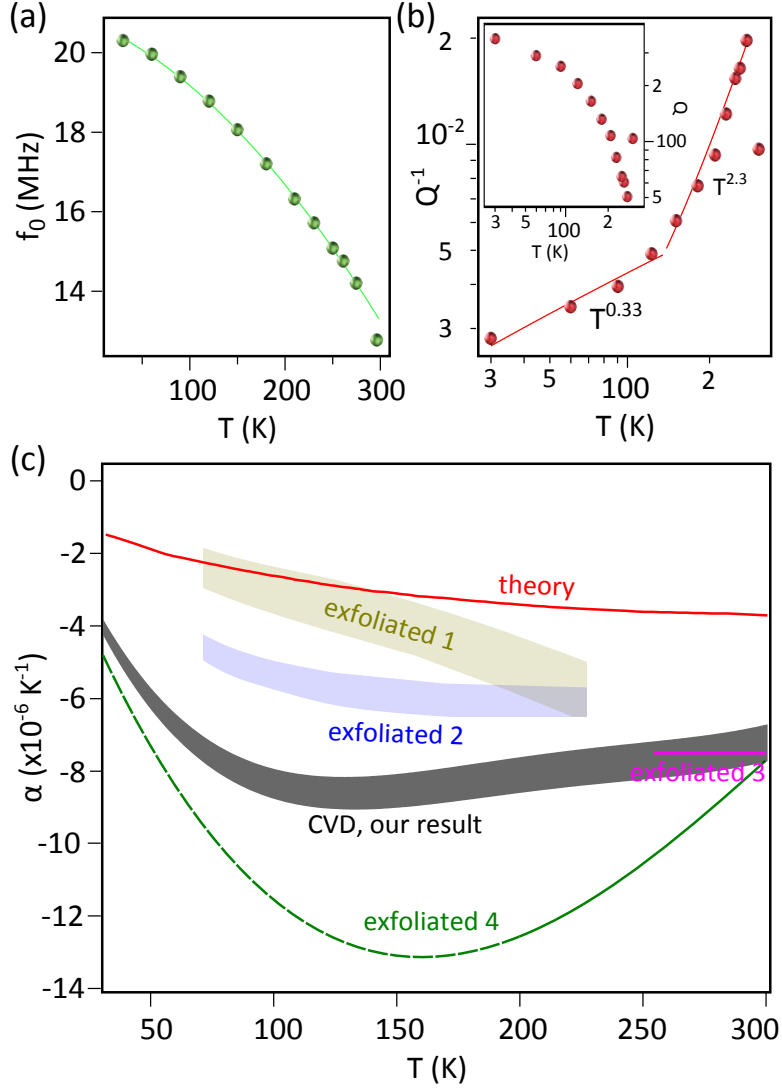 (a)
20
18
16
14
f₀ (MHz)
100
200
300
T (K)
(b)
2
10⁻²
5
3
Q⁻¹
3
5
100
2
T (K)
T⁰·³³
T²·³
2
100
5
Q
3
5
100
2
T (K)
(c)
0
-2
-4
-6
-8
-10
-12
-14
α (x10⁻⁶ K⁻¹)
theory
exfoliated 1
exfoliated 2
exfoliated 3
CVD, our result
exfoliated 4
50
100
150
200
250
300
T (K)